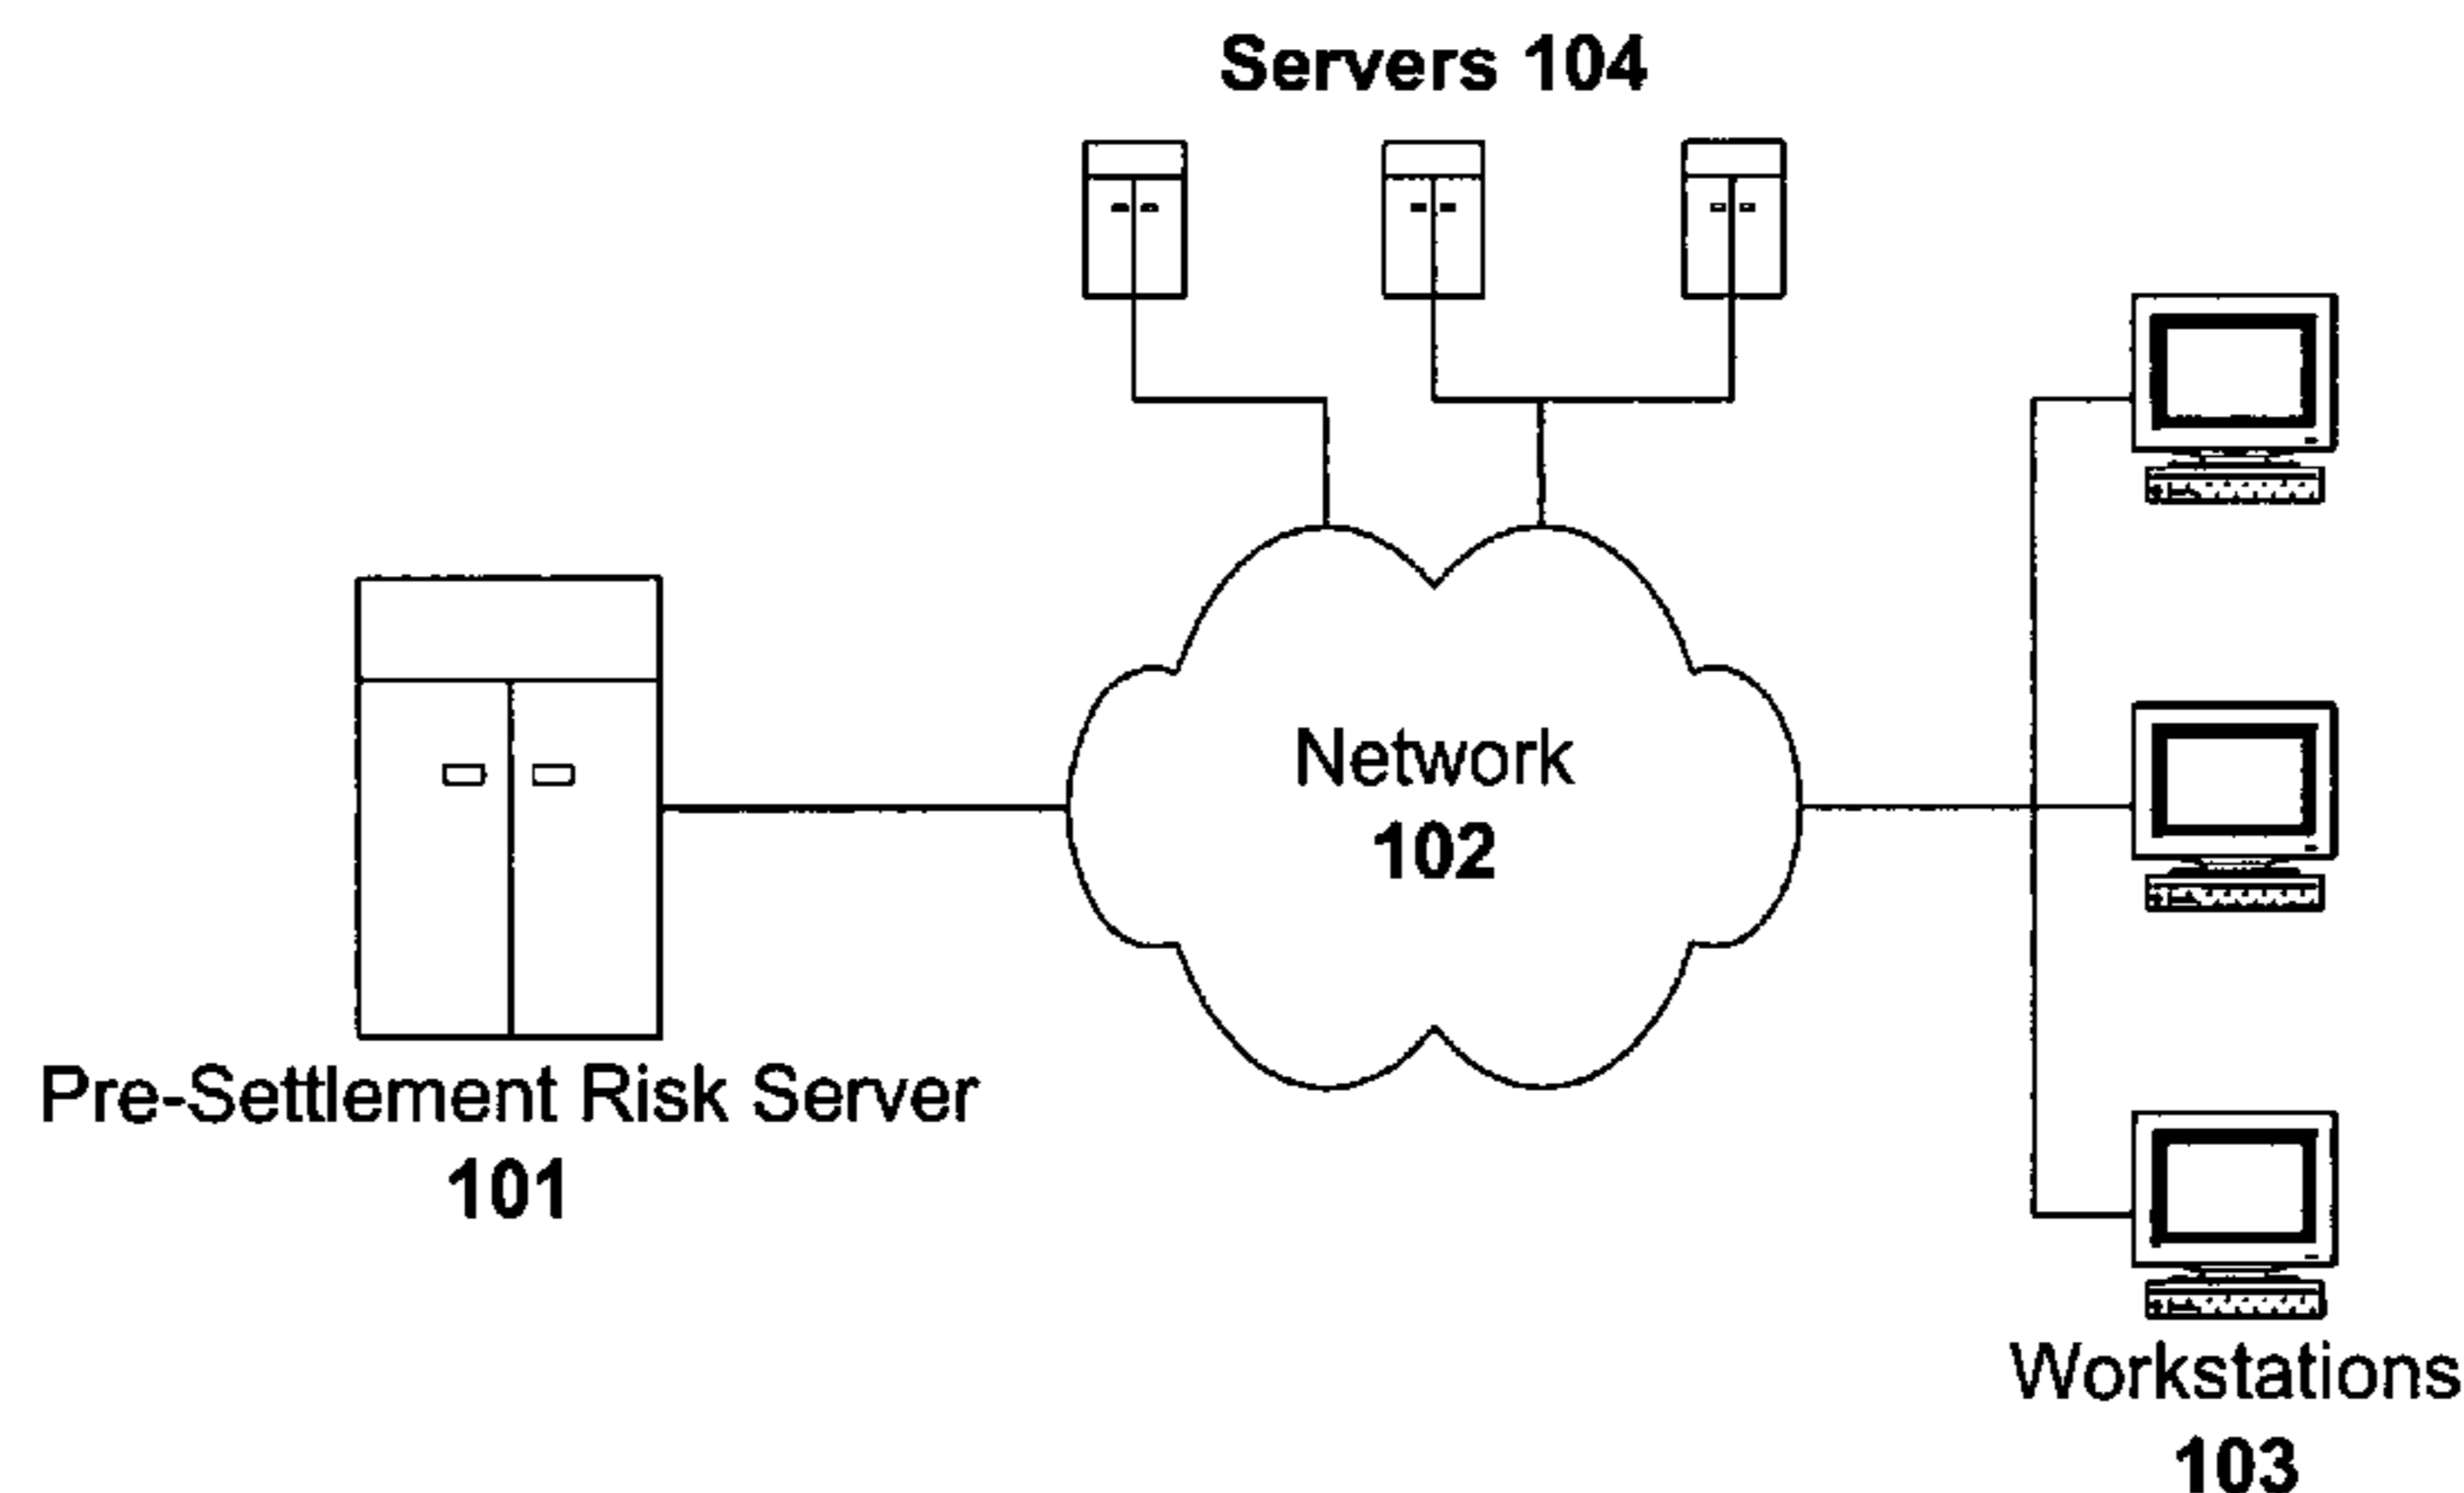 Servers 104
Network
102
Pre-Settlement Risk Server
101
Workstations
103